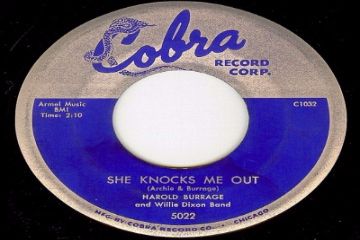 Cobra
RECORD
CORP.
Armel Music
BMI
Time: 2:10
C1032
SHE KNOCKS ME OUT
(Archie & Burrage)
HAROLD BURRAGE
and Willie Dixon Band
5022
MFG BY COBRA RECORD CORP. CHICAGO